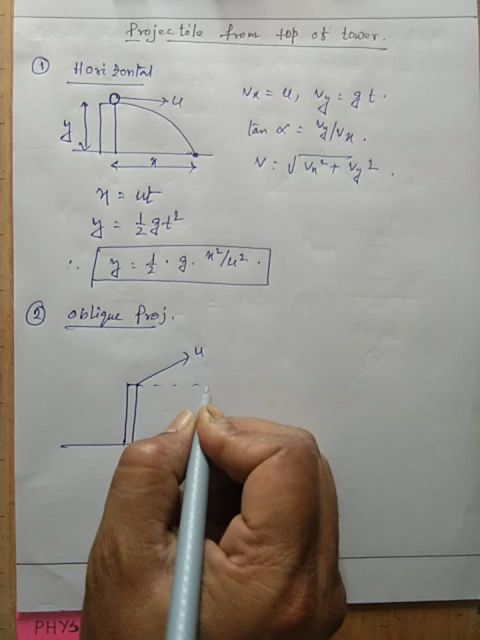 Projectile from top of tower.
① Horizontal
u
y
x
Vx = u, Vy = gt.
tan α = Vy/Vx.
V = √Vx² + Vy² .
x = ut
y = ½ gt²
∴ y = ½ · g · x²/u² .
② Oblique Proj.
u
PHYS